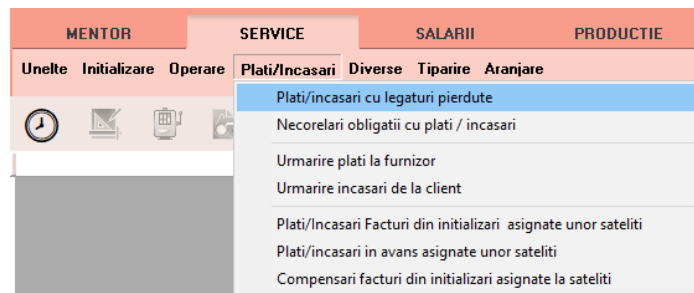 MENTOR SERVICE SALARII PRODUCTIE
Unelte Initializare Operare Plati/Incasari Diverse Tiparire Aranjare
Plati/incasari cu legaturi pierdute
Necorelari obligatii cu plati / incasari
Urmarire plati la furnizor
Urmarire incasari de la client
Plati/Incasari Facturi din initializari asignate unor sateliti
Plati/incasari in avans asignate unor sateliti
Compensari facturi din initializari asignate la sateliti